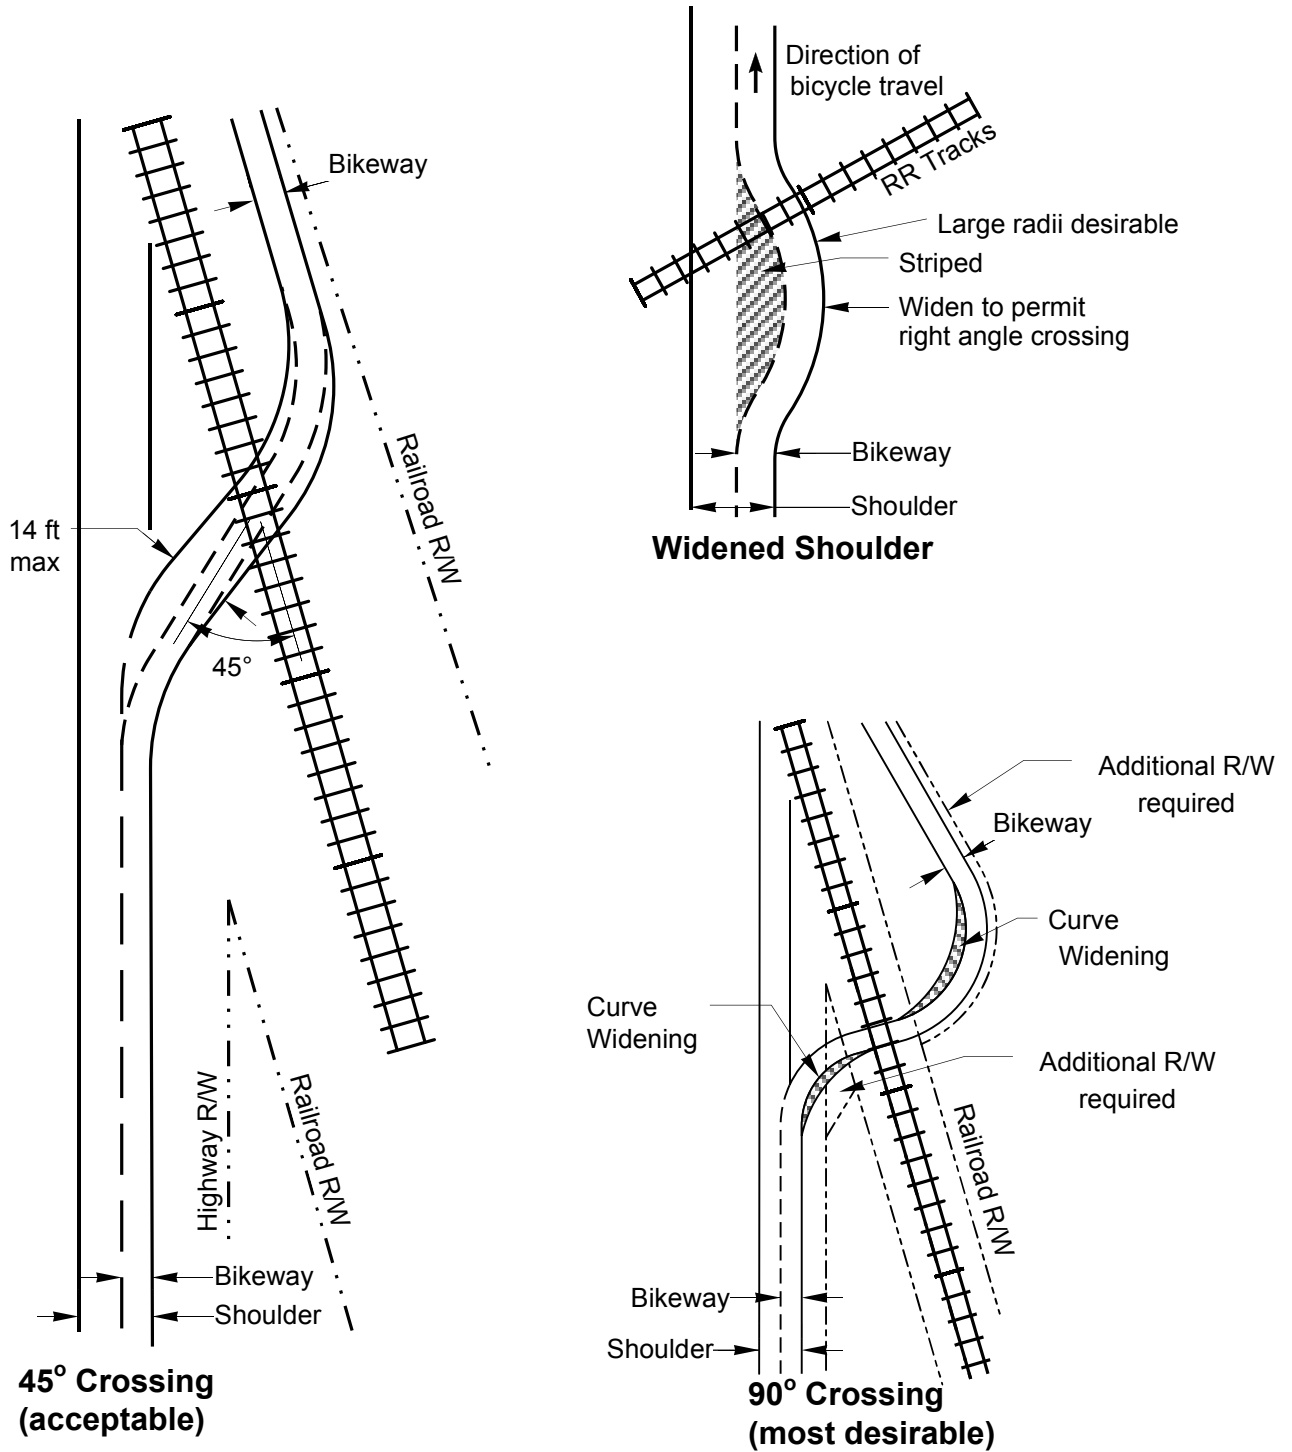 Bikeway
Railroad R/W
14 ft
max
45°
Highway R/W
Railroad R/W
Bikeway
Shoulder
45° Crossing
(acceptable)
Direction of
bicycle travel
RR Tracks
Large radii desirable
Striped
Widen to permit
right angle crossing
Bikeway
Shoulder
Widened Shoulder
Additional R/W
required
Bikeway
Curve
Widening
Curve
Widening
Additional R/W
required
Railroad R/W
Bikeway
Shoulder
90° Crossing
(most desirable)